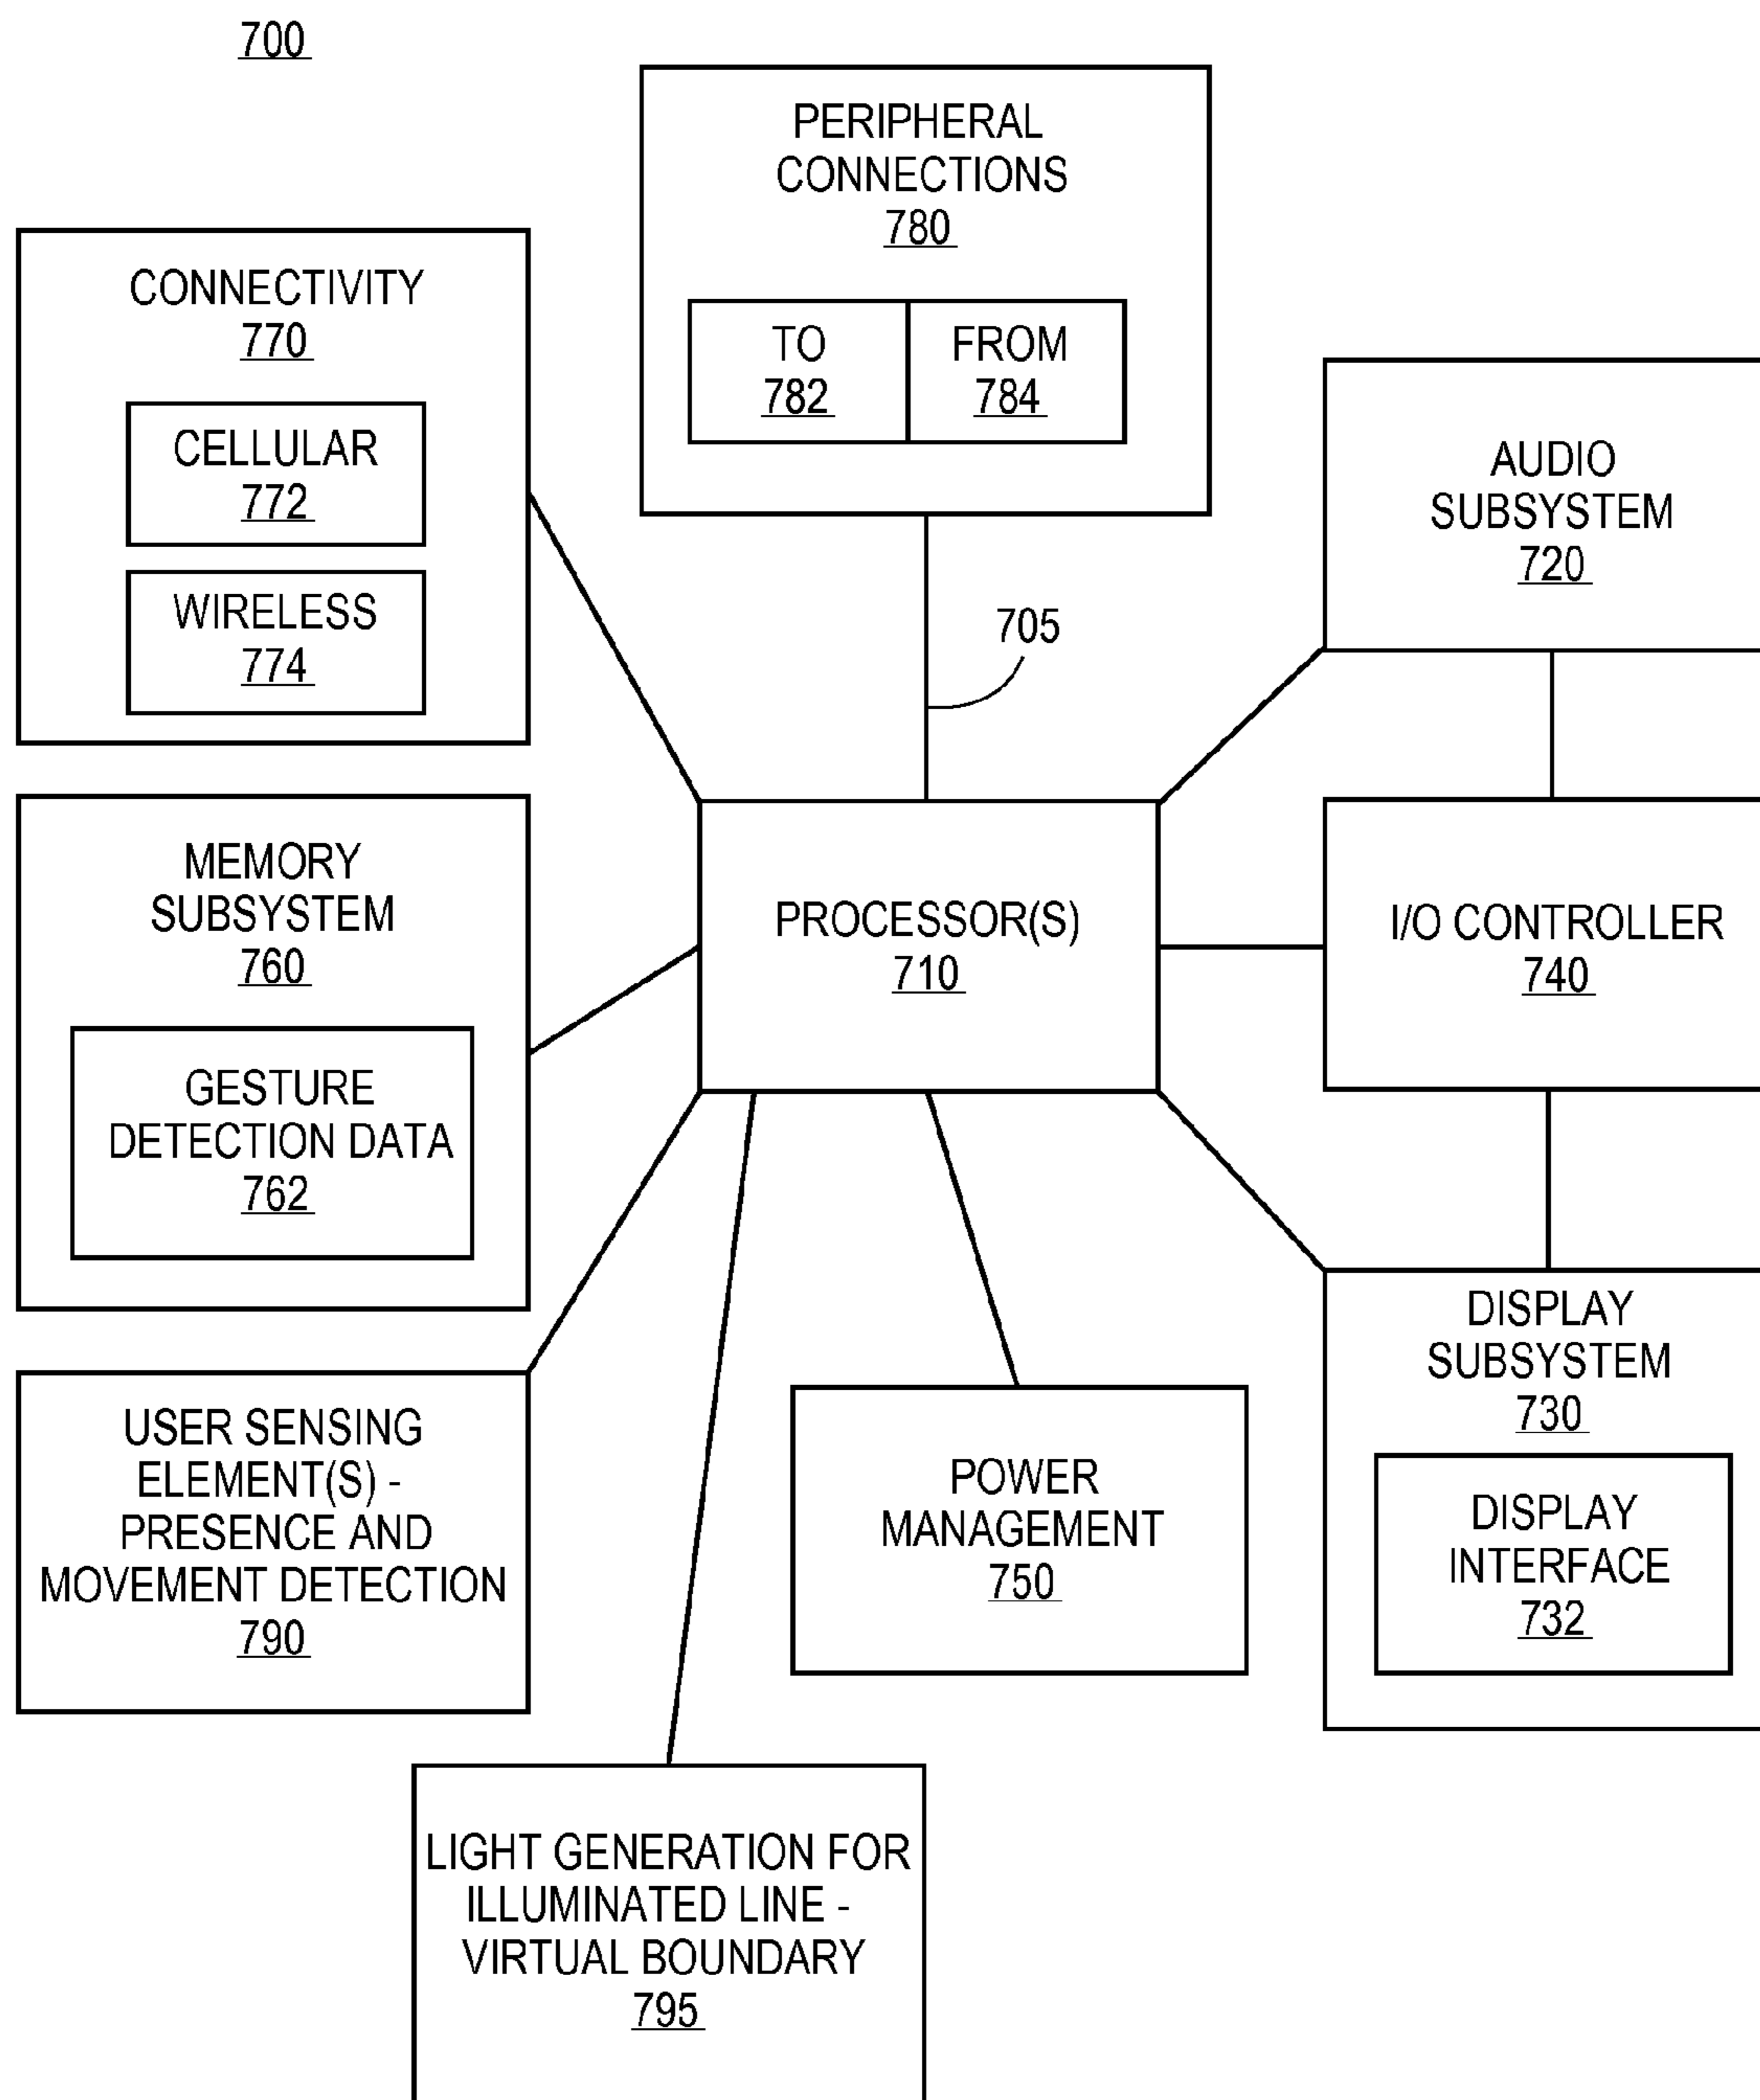 700
PERIPHERAL
CONNECTIONS
780
TO
782
FROM
784
CONNECTIVITY
770
CELLULAR
772
WIRELESS
774
AUDIO
SUBSYSTEM
720
705
MEMORY
SUBSYSTEM
760
GESTURE
DETECTION DATA
762
PROCESSOR(S)
710
I/O CONTROLLER
740
DISPLAY
SUBSYSTEM
730
DISPLAY
INTERFACE
732
USER SENSING
ELEMENT(S) -
PRESENCE AND
MOVEMENT DETECTION
790
POWER
MANAGEMENT
750
LIGHT GENERATION FOR
ILLUMINATED LINE -
VIRTUAL BOUNDARY
795